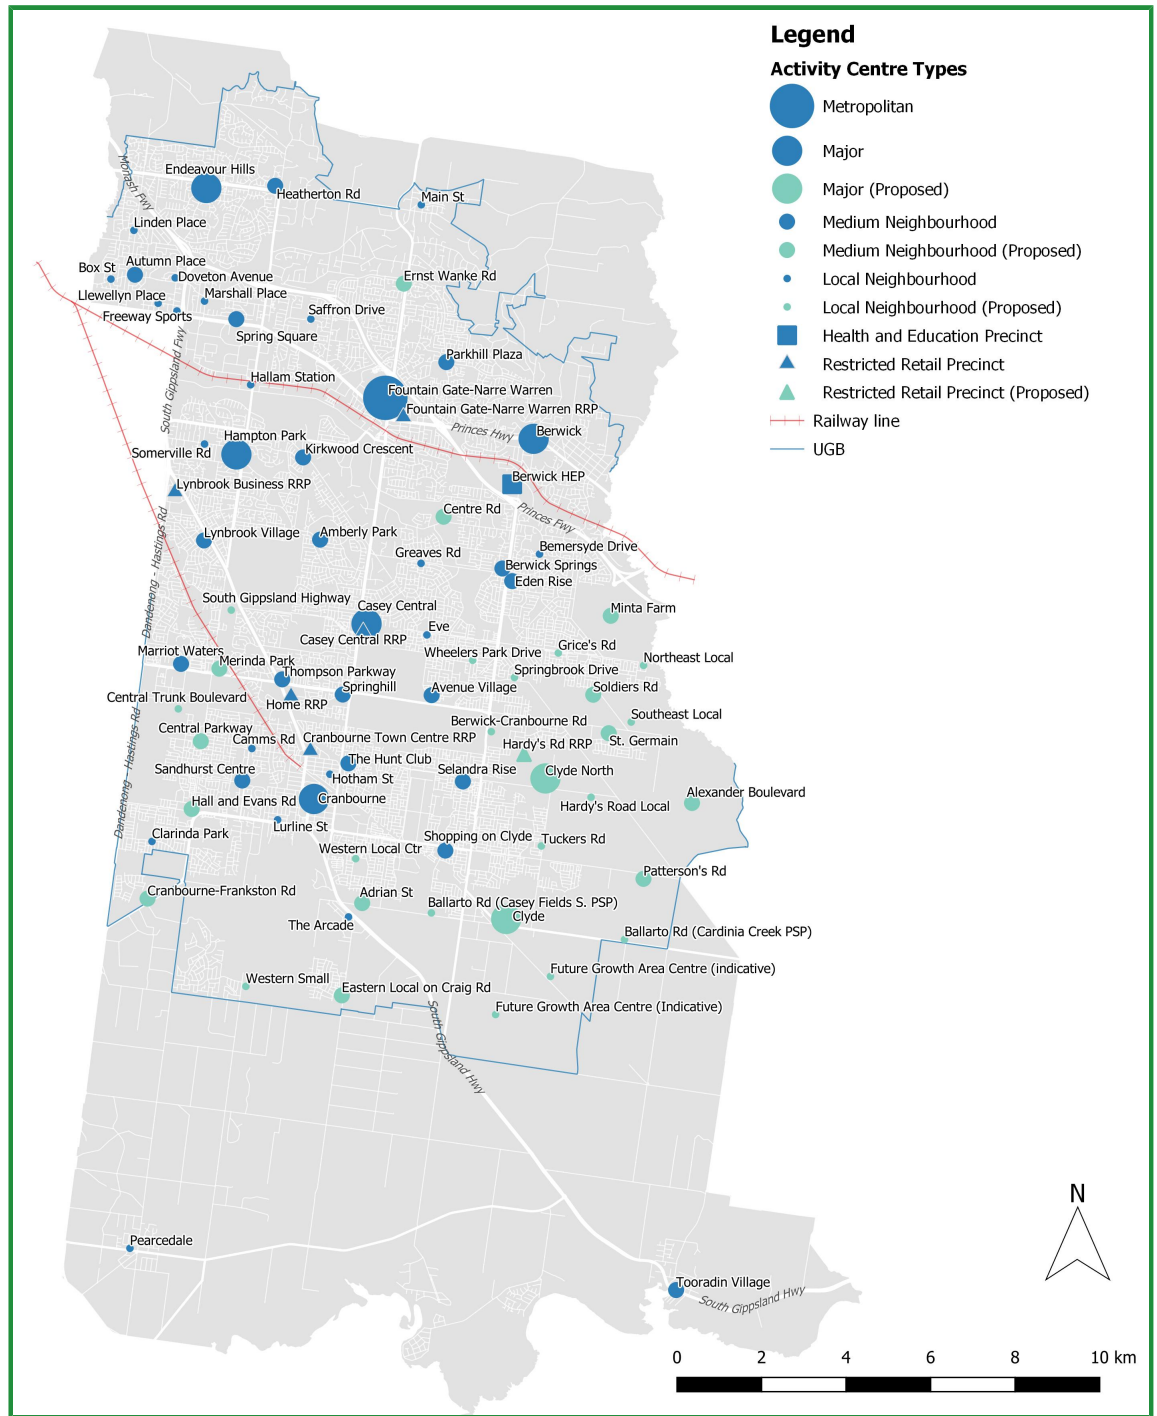 Legend
Activity Centre Types
Metropolitan
Major
Major (Proposed)
Medium Neighbourhood
Medium Neighbourhood (Proposed)
Local Neighbourhood
Local Neighbourhood (Proposed)
Health and Education Precinct
Restricted Retail Precinct
Restricted Retail Precinct (Proposed)
Railway line
UGB
Monash Fwy
Endeavour Hills
Heatherton Rd
Main St
Linden Place
Autumn Place
Box St
Doveton Avenue
Ernst Wanke Rd
Llewellyn Place
Marshall Place
Freeway Sports
Saffron Drive
Spring Square
South Gippsland Fwy
Parkhill Plaza
Hallam Station
Fountain Gate-Narre Warren
Fountain Gate-Narre Warren RRP
Princes Hwy
Berwick
Hampton Park
Somerville Rd
Kirkwood Crescent
Lynbrook Business RRP
Berwick HEP
Centre Rd
Princes Fwy
Dandenong - Hastings Rd
Lynbrook Village
Amberly Park
Greaves Rd
Bemersyde Drive
Berwick Springs
Eden Rise
South Gippsland Highway
Casey Central
Minta Farm
Casey Central RRP
Eve
Marriot Waters
Merinda Park
Wheelers Park Drive
Grice's Rd
Northeast Local
Thompson Parkway
Springbrook Drive
Springhill
Avenue Village
Soldiers Rd
Central Trunk Boulevard
Home RRP
Southeast Local
Dandenong - Hastings Rd
Berwick-Cranbourne Rd
Central Parkway
Camms Rd
Cranbourne Town Centre RRP
Hardy's Rd RRP
St. Germain
The Hunt Club
Sandhurst Centre
Hotham St
Selandra Rise
Clyde North
Hall and Evans Rd
Cranbourne
Hardy's Road Local
Alexander Boulevard
Lurline St
Clarinda Park
Shopping on Clyde
Tuckers Rd
Western Local Ctr
Patterson's Rd
Cranbourne-Frankston Rd
Adrian St
Ballarto Rd (Casey Fields S. PSP)
Clyde
The Arcade
Ballarto Rd (Cardinia Creek PSP)
Future Growth Area Centre (indicative)
Western Small
Eastern Local on Craig Rd
Future Growth Area Centre (Indicative)
South Gippsland Hwy
Pearcedale
Tooradin Village
South Gippsland Hwy
N
0 2 4 6 8 10 km